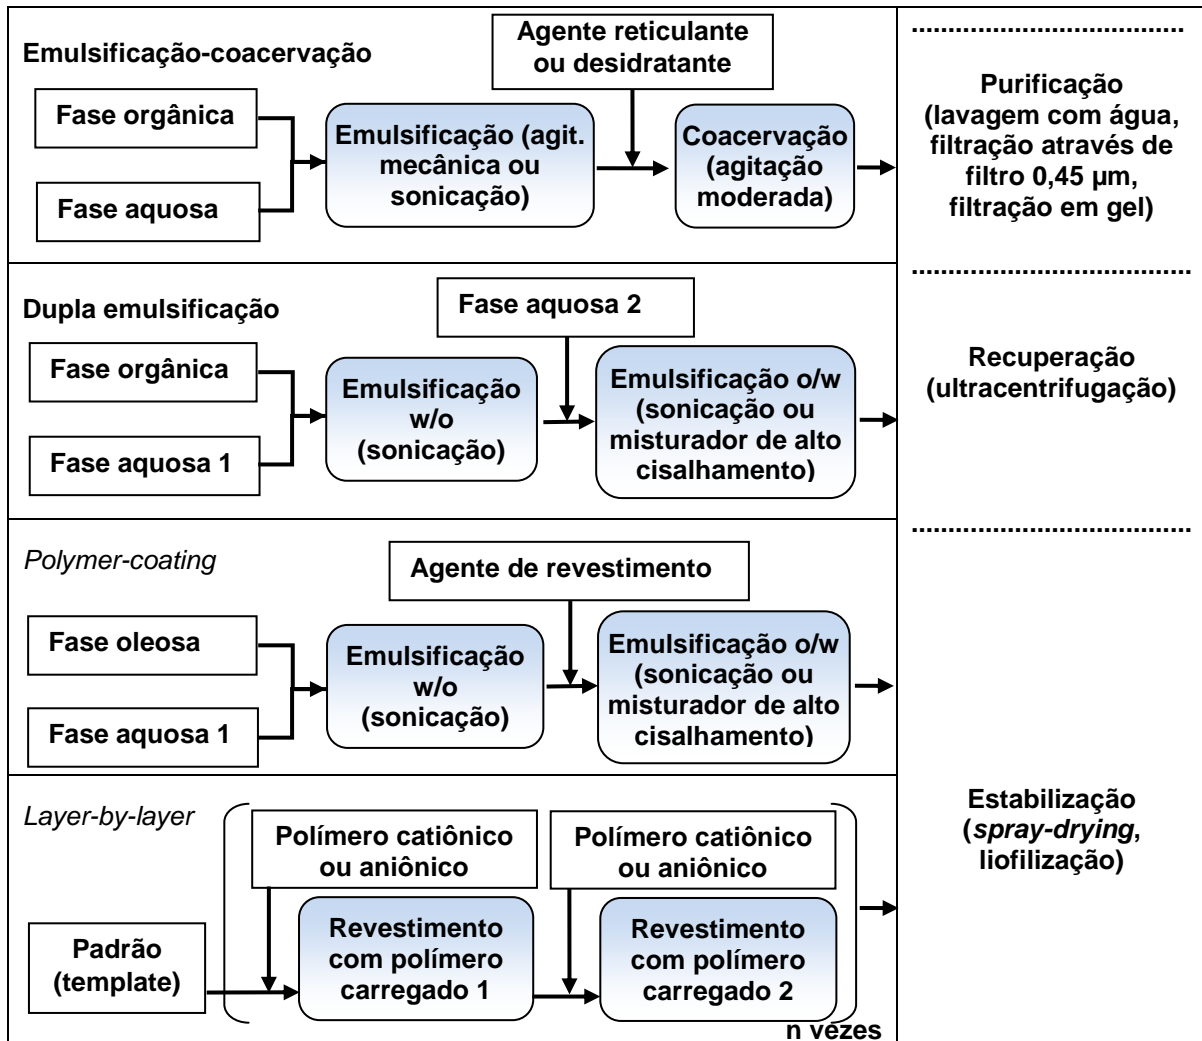 Emulsificação-coacervação
Agente reticulante
ou desidratante
Fase orgânica
Fase aquosa
Emulsificação (agit.
mecânica ou
sonicação)
Coacervação
(agitação
moderada)
Purificação
(lavagem com água,
filtração através de
filtro 0,45 µm,
filtração em gel)
Dupla emulsificação
Fase aquosa 2
Fase orgânica
Fase aquosa 1
Emulsificação
w/o
(sonicação)
Emulsificação o/w
(sonicação ou
misturador de alto
cisalhamento)
Recuperação
(ultracentrifugação)
Polymer-coating
Agente de revestimento
Fase oleosa
Fase aquosa 1
Emulsificação
w/o
(sonicação)
Emulsificação o/w
(sonicação ou
misturador de alto
cisalhamento)
Layer-by-layer
Polímero catiônico
ou aniônico
Polímero catiônico
ou aniônico
Padrão
(template)
Revestimento
com polímero
carregado 1
Revestimento
com polímero
carregado 2
n vezes
Estabilização
(spray-drying,
liofilização)